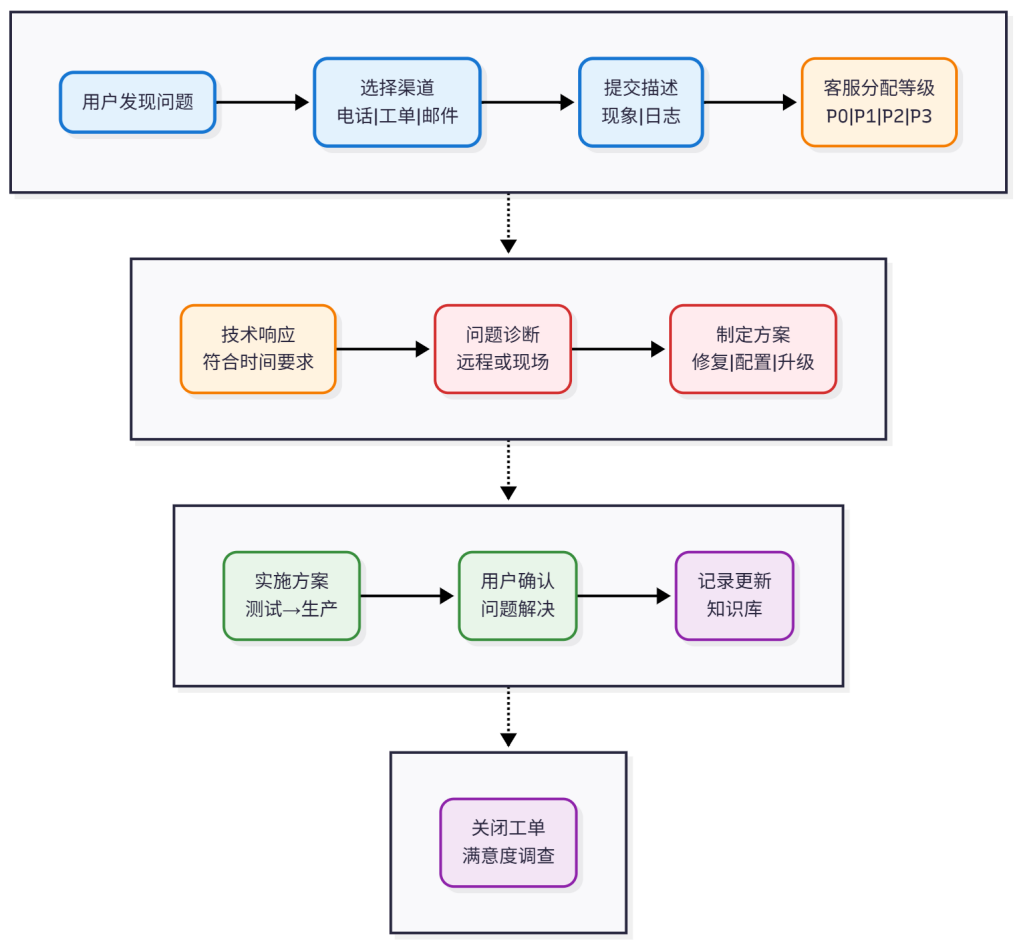 用户发现问题
选择渠道
电话|工单|邮件
提交描述
现象|日志
客服分配等级
P0|P1|P2|P3
技术响应
符合时间要求
问题诊断
远程或现场
制定方案
修复|配置|升级
实施方案
测试→生产
用户确认
问题解决
记录更新
知识库
关闭工单
满意度调查